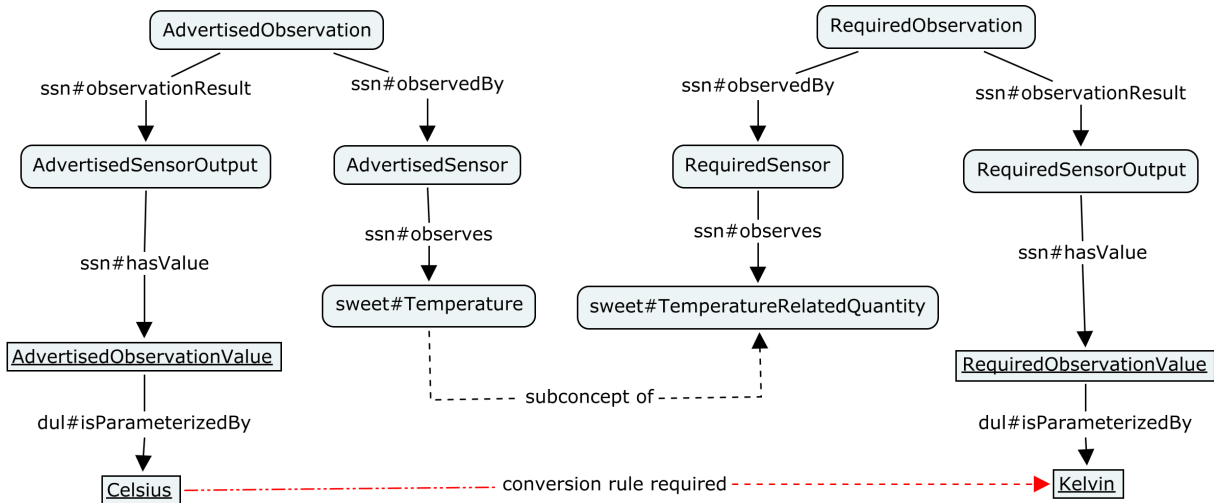 AdvertisedObservation
RequiredObservation
ssn#observationResult
ssn#observedBy
ssn#observedBy
ssn#observationResult
AdvertisedSensorOutput
AdvertisedSensor
RequiredSensor
RequiredSensorOutput
ssn#hasValue
ssn#observes
ssn#observes
ssn#hasValue
sweet#Temperature
sweet#TemperatureRelatedQuantity
AdvertisedObservationValue
RequiredObservationValue
subconcept of
dul#isParameterizedBy
dul#isParameterizedBy
Celsius
conversion rule required
Kelvin